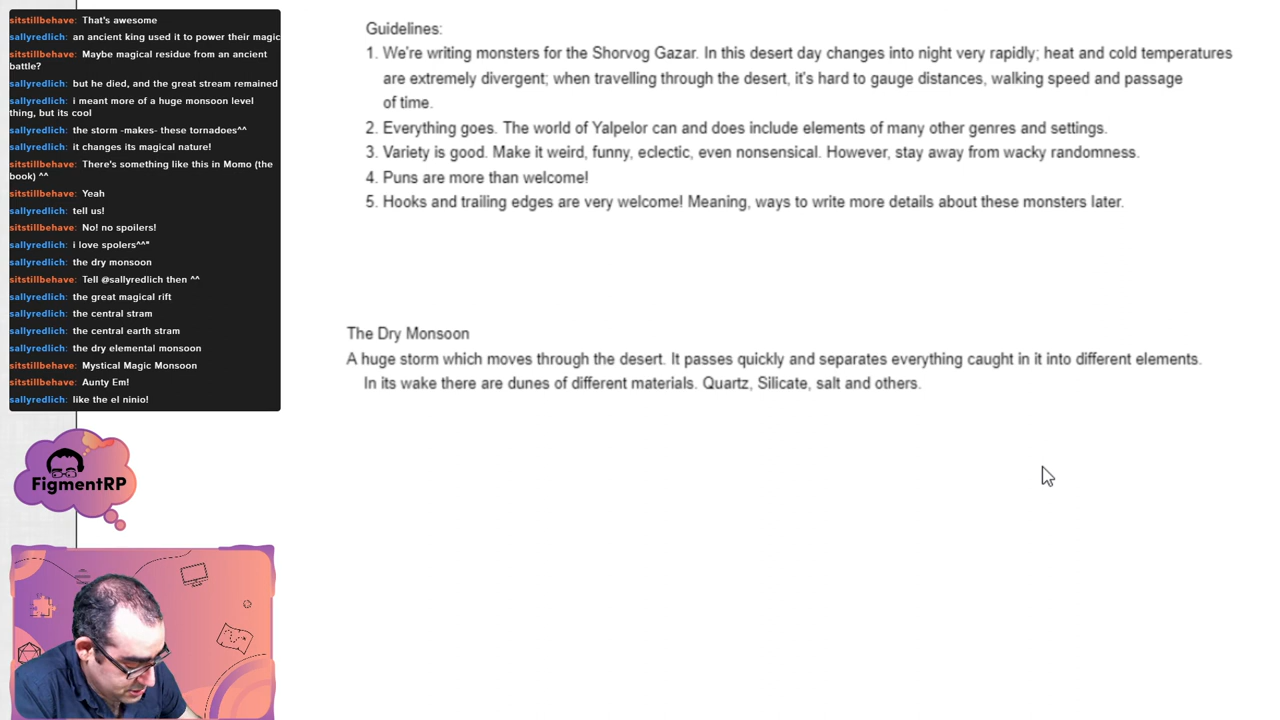 sitstillbehave: That's awesome
sallyredlich: an ancient king used it to power their magic
sitstillbehave: Maybe magical residue from an ancient
battle?
sallyredlich: but he died, and the great stream remained
sallyredlich: i meant more of a huge monsoon level
thing, but its cool
sallyredlich: the storm -makes- these tornadoes^^
sallyredlich: it changes its magical nature!
sitstillbehave: There's something like this in Momo (the
book) ^^
sitstillbehave: Yeah
sallyredlich: tell us!
sitstillbehave: No! no spoilers!
sallyredlich: i love spolers^^"
sallyredlich: the dry monsoon
sitstillbehave: Tell @sallyredlich then ^^
sallyredlich: the great magical rift
sallyredlich: the central stram
sallyredlich: the central earth stram
sallyredlich: the dry elemental monsoon
sitstillbehave: Mystical Magic Monsoon
sitstillbehave: Aunty Em!
sallyredlich: like the el ninio!
FigmentRP
Guidelines:
1. We're writing monsters for the Shorvog Gazar. In this desert day changes into night very rapidly; heat and cold temperatures
are extremely divergent; when travelling through the desert, it's hard to gauge distances, walking speed and passage
of time.
2. Everything goes. The world of Yalpelor can and does include elements of many other genres and settings.
3. Variety is good. Make it weird, funny, eclectic, even nonsensical. However, stay away from wacky randomness.
4. Puns are more than welcome!
5. Hooks and trailing edges are very welcome! Meaning, ways to write more details about these monsters later.
The Dry Monsoon
A huge storm which moves through the desert. It passes quickly and separates everything caught in it into different elements.
In its wake there are dunes of different materials. Quartz, Silicate, salt and others.